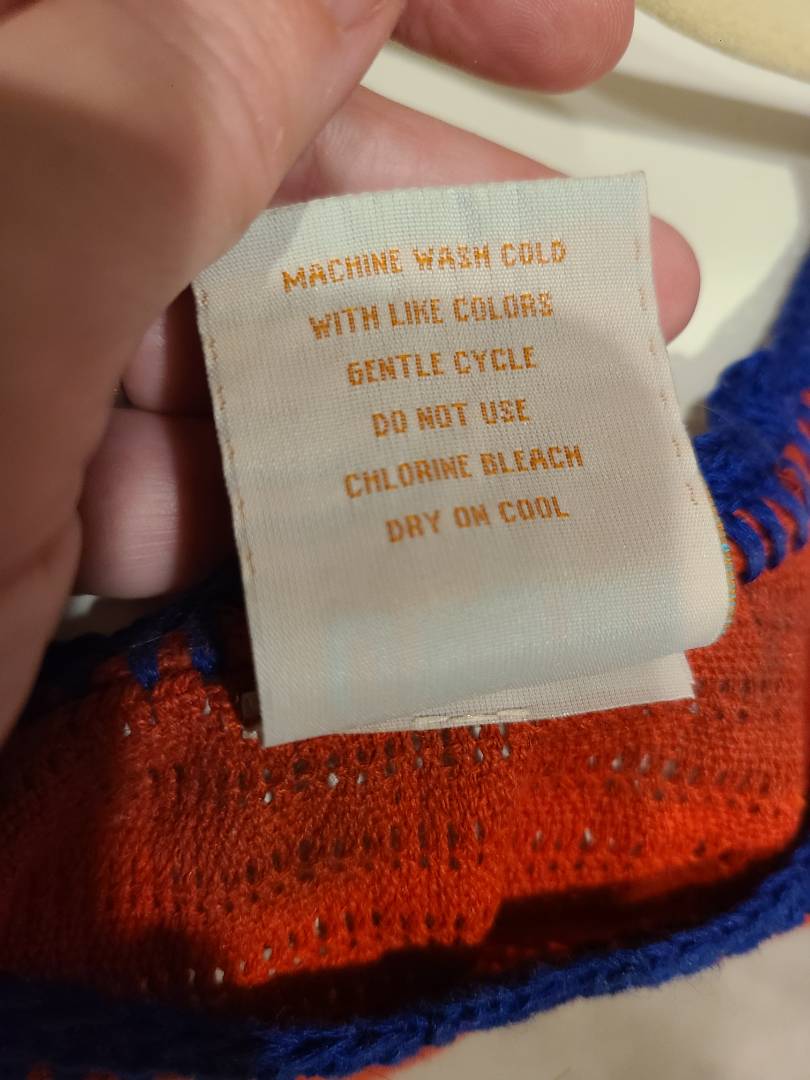 MACHINE WASH COLD
WITH LIKE COLORS
GENTLE CYCLE
DO NOT USE
CHLORINE BLEACH
DRY ON COOL